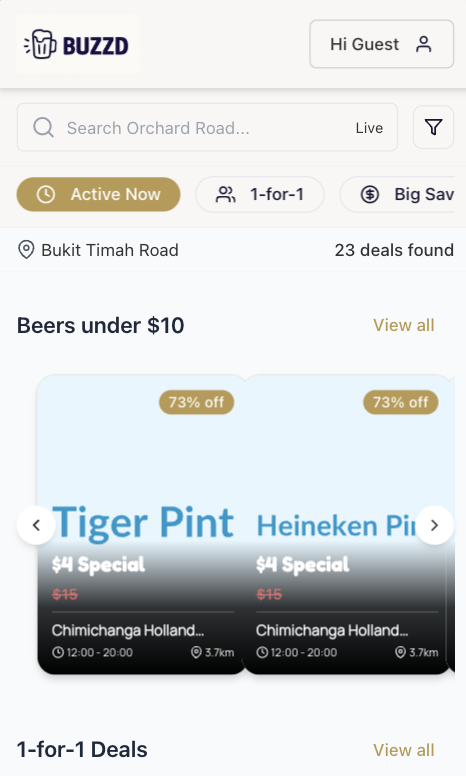 BUZZD
Hi Guest
Search Orchard Road...
Live
Active Now
1-for-1
Big Sav
Bukit Timah Road
23 deals found
Beers under $10
View all
73% off
Tiger Pint
$4 Special
$15
Chimichanga Holland...
12:00 - 20:00
3.7km
73% off
Heineken Pin
$4 Special
$15
Chimichanga Holland...
12:00 - 20:00
3.7km
1-for-1 Deals
View all